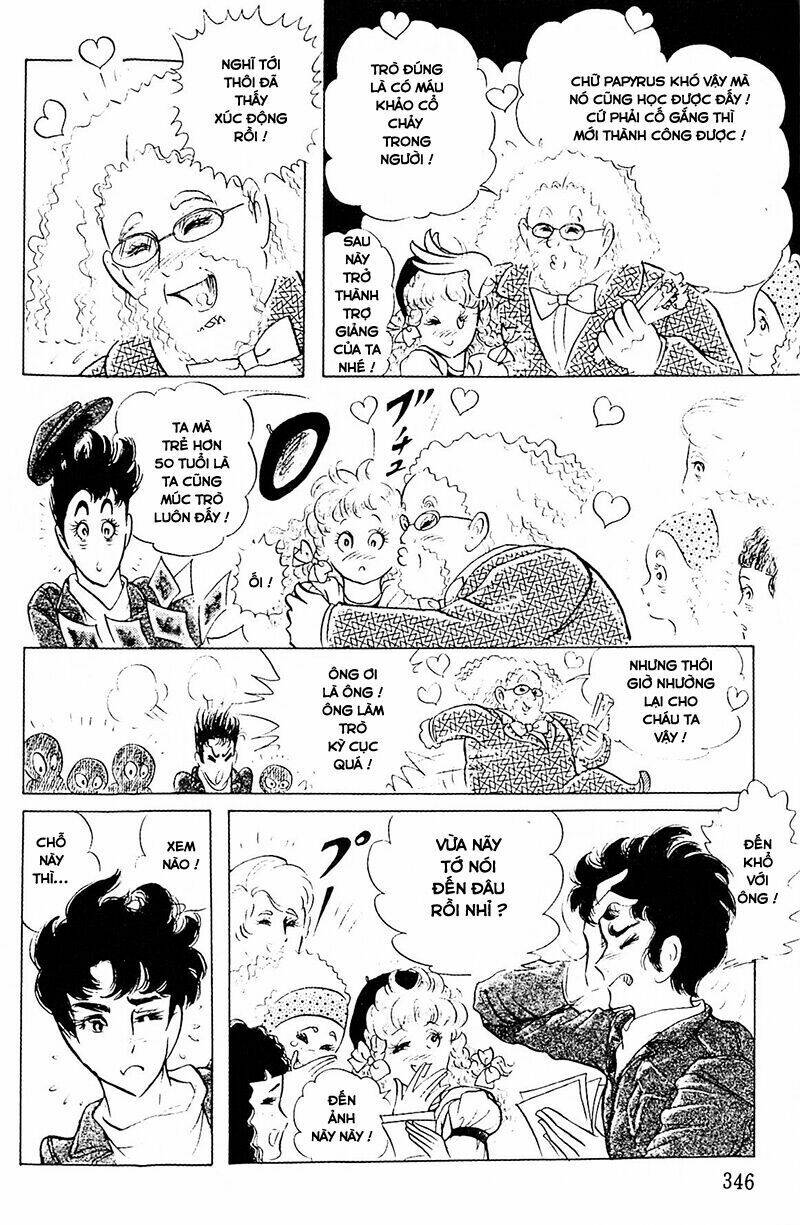 CHỮ PAPYRUS KHÓ VẬY MÀ
NÓ CŨNG HỌC ĐƯỢC ĐẤY !
CỨ PHẢI CỐ GẮNG THÌ
MỚI THÀNH CÔNG ĐƯỢC !
TRÒ ĐÚNG
LÀ CÓ MÁU
KHẢO CỔ
CHẢY
TRONG
NGƯỜI !
SAU
NÀY
TRỞ
THÀNH
TRỢ
GIẢNG
CỦA TA
NHÉ !
NGHĨ TỚI
THÔI ĐÃ
THẤY
XÚC ĐỘNG
RỒI !
ブチュ
ỐI !
TA MÀ
TRẺ HƠN
50 TUỔI LÀ
TA CŨNG
MÚC TRÒ
LUÔN ĐẤY !
NHƯNG THÔI
GIỜ NHƯỜNG
LẠI CHO
CHÁU TA
VẬY !
ÔNG ƠI
LÀ ÔNG !
ÔNG LÀM
TRÒ
KỲ CỤC
QUÁ !
ĐẾN
KHỔ
VỚI
ÔNG !
VỪA NÃY
TỚ NÓI
ĐẾN ĐÂU
RỒI NHỈ ?
プー
ĐẾN
ẢNH
NÀY NÀY !
XEM
NÀO !
CHỖ
NÀY
THÌ...
346